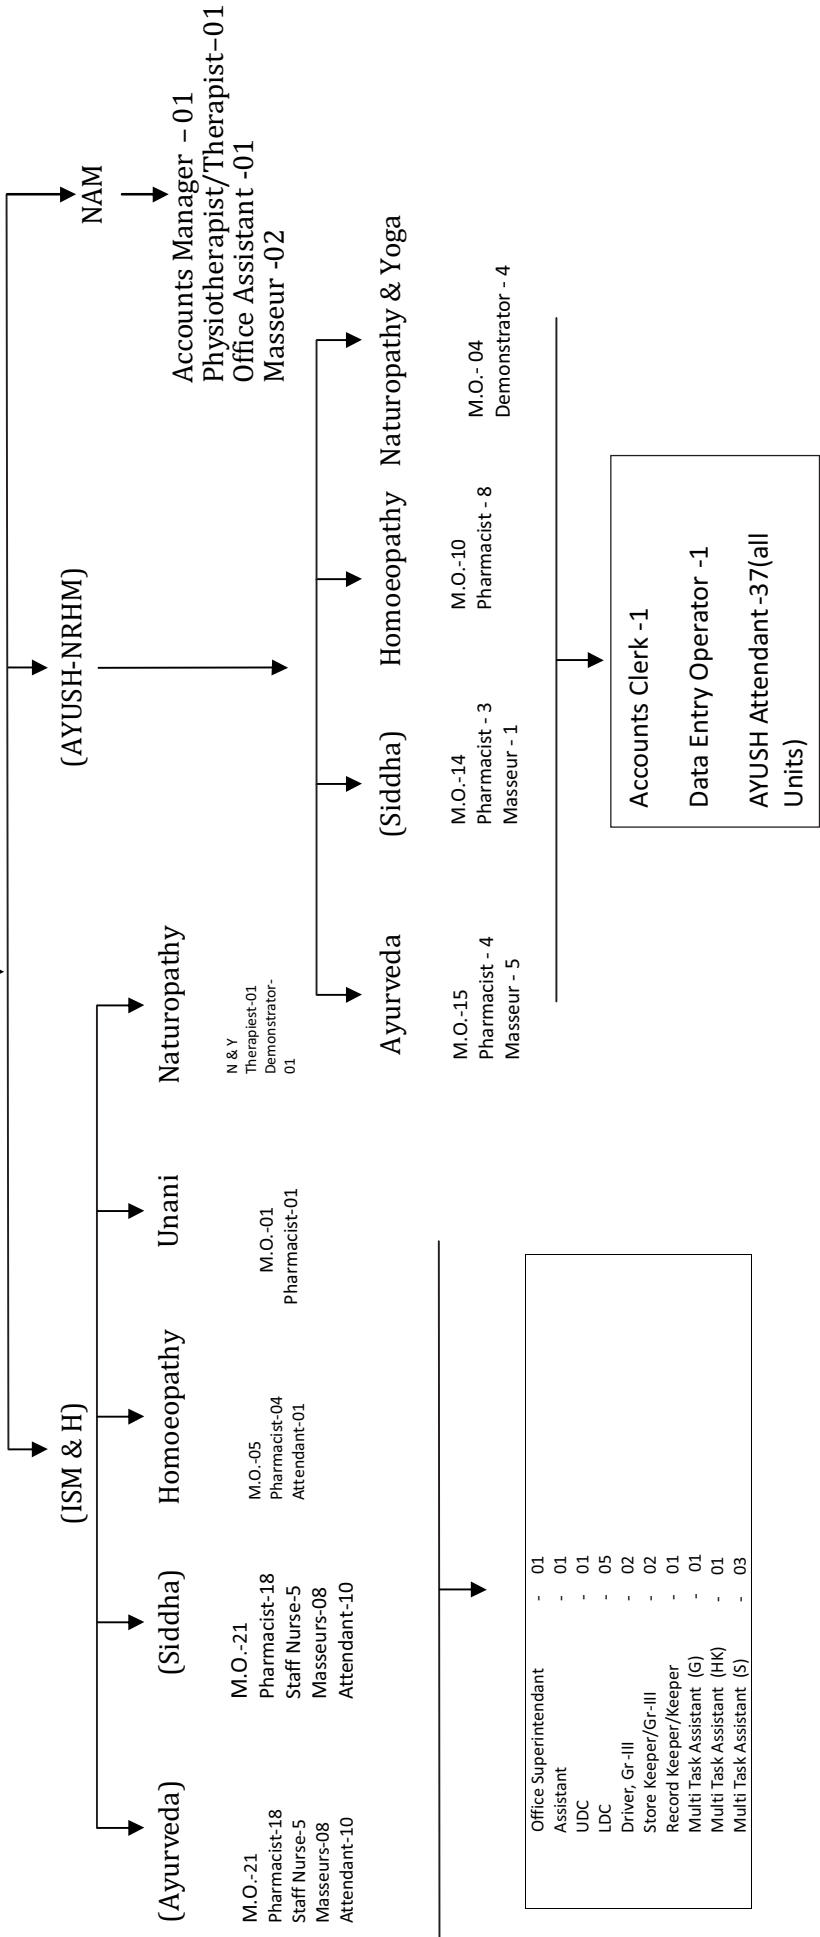 (ISM & H)
(AYUSH-NRHM)
NAM
Accounts Manager – 01
Physiotherapist/Therapist–01
Office Assistant -01
Masseur -02
(Ayurveda)
(Siddha)
Homoeopathy
Unani
Naturopathy
M.O.-21
Pharmacist-18
Staff Nurse-5
Masseurs-08
Attendant-10
M.O.-21
Pharmacist-18
Staff Nurse-5
Masseurs-08
Attendant-10
M.O.-05
Pharmacist-04
Attendant-01
M.O.-01
Pharmacist-01
N & Y
Therapiest-01
Demonstrator-
01
Ayurveda
(Siddha)
Homoeopathy
Naturopathy & Yoga
M.O.-15
Pharmacist - 4
Masseur - 5
M.O.-14
Pharmacist - 3
Masseur - 1
M.O.-10
Pharmacist - 8
M.O.- 04
Demonstrator - 4
Office Superintendant - 01
Assistant - 01
UDC - 01
LDC - 05
Driver, Gr-III - 02
Store Keeper/Gr-III - 02
Record Keeper/Keeper - 01
Multi Task Assistant (G) - 01
Multi Task Assistant (HK) - 01
Multi Task Assistant (S) - 03
Accounts Clerk -1
Data Entry Operator -1
AYUSH Attendant -37(all
Units)